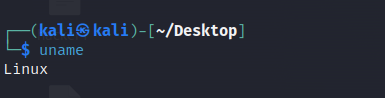 ┌──(kali㉿kali)-[~/Desktop]
└─$ uname
Linux